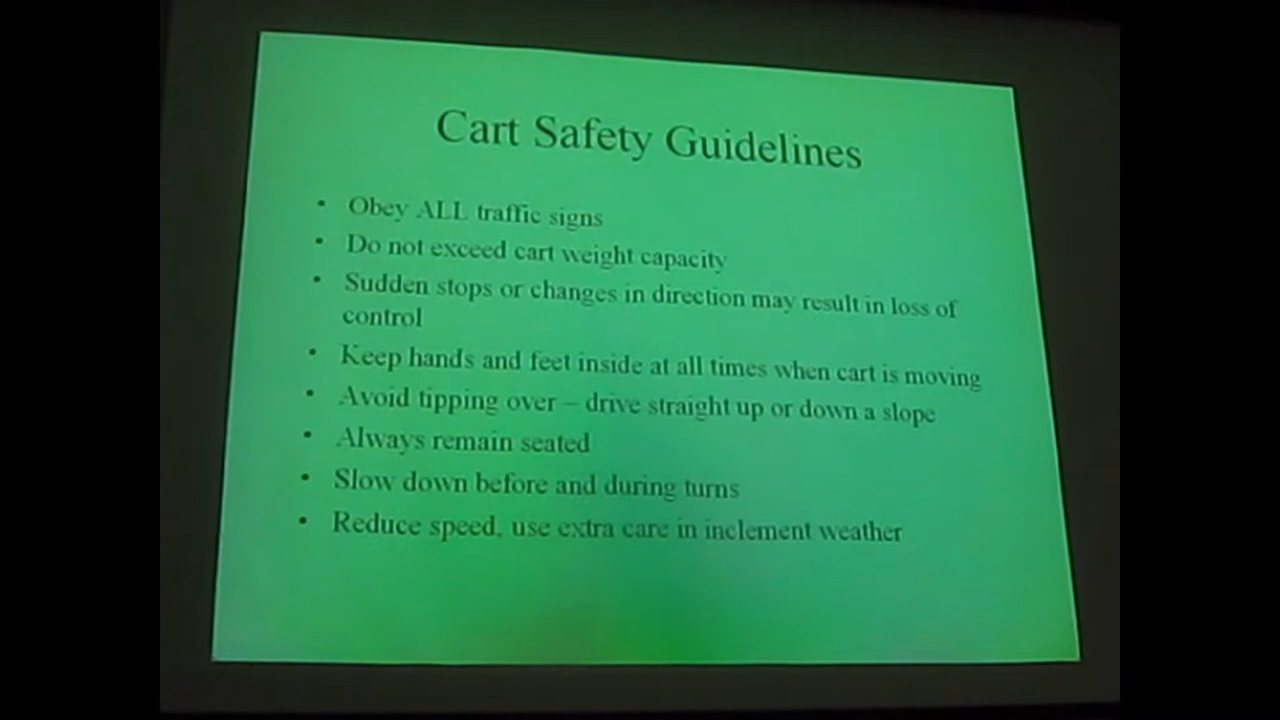 Cart Safety Guidelines
• Obey ALL traffic signs
• Do not exceed cart weight capacity
• Sudden stops or changes in direction may result in loss of
control
• Keep hands and feet inside at all times when cart is moving
• Avoid tipping over – drive straight up or down a slope
• Always remain seated
• Slow down before and during turns
• Reduce speed, use extra care in inclement weather